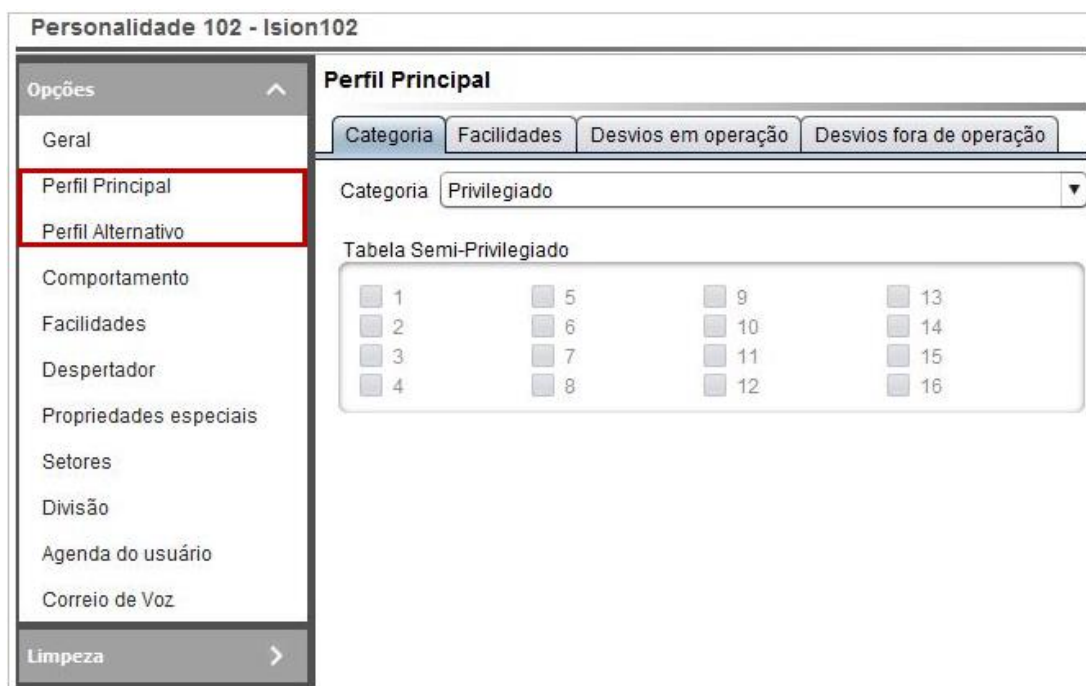 Personalidade 102 - Ision102
Opções
Geral
Perfil Principal
Perfil Alternativo
Comportamento
Facilidades
Despertador
Propriedades especiais
Setores
Divisão
Agenda do usuário
Correio de Voz
Limpeza
Perfil Principal
Categoria Facilidades Desvios em operação Desvios fora de operação
Categoria Privilegiado
Tabela Semi-Privilegiado
1 5 9 13
2 6 10 14
3 7 11 15
4 8 12 16